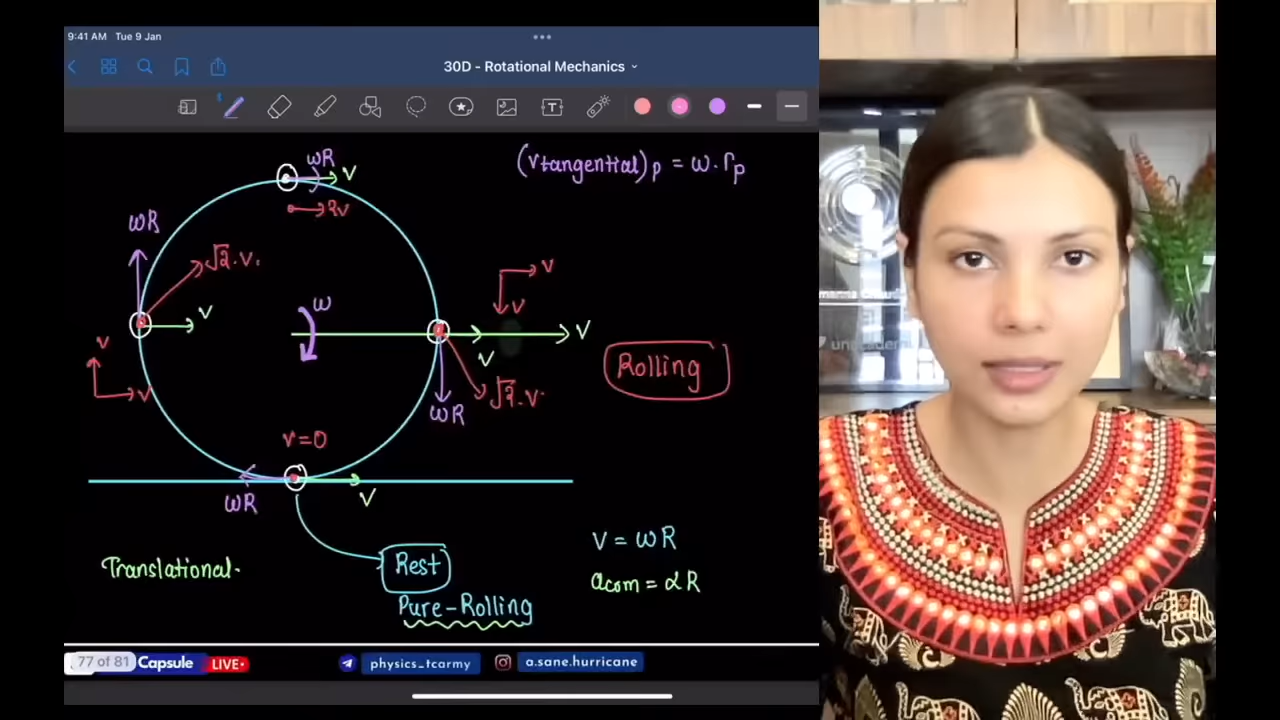 9:41 AM Tue 9 Jan
30D - Rotational Mechanics
(Vtangential)p = ω.rp
ωR
V
2v
ωR
√2.V.
V
v
v
ω
V
V
V
V
√2.V.
ωR
Rolling
v=0
ωR
V
Translational.
Rest
Pure-Rolling
V = ωR
acom = αR
77 of 81 Capsule LIVE
physics_tcarmy
a.sane.hurricane